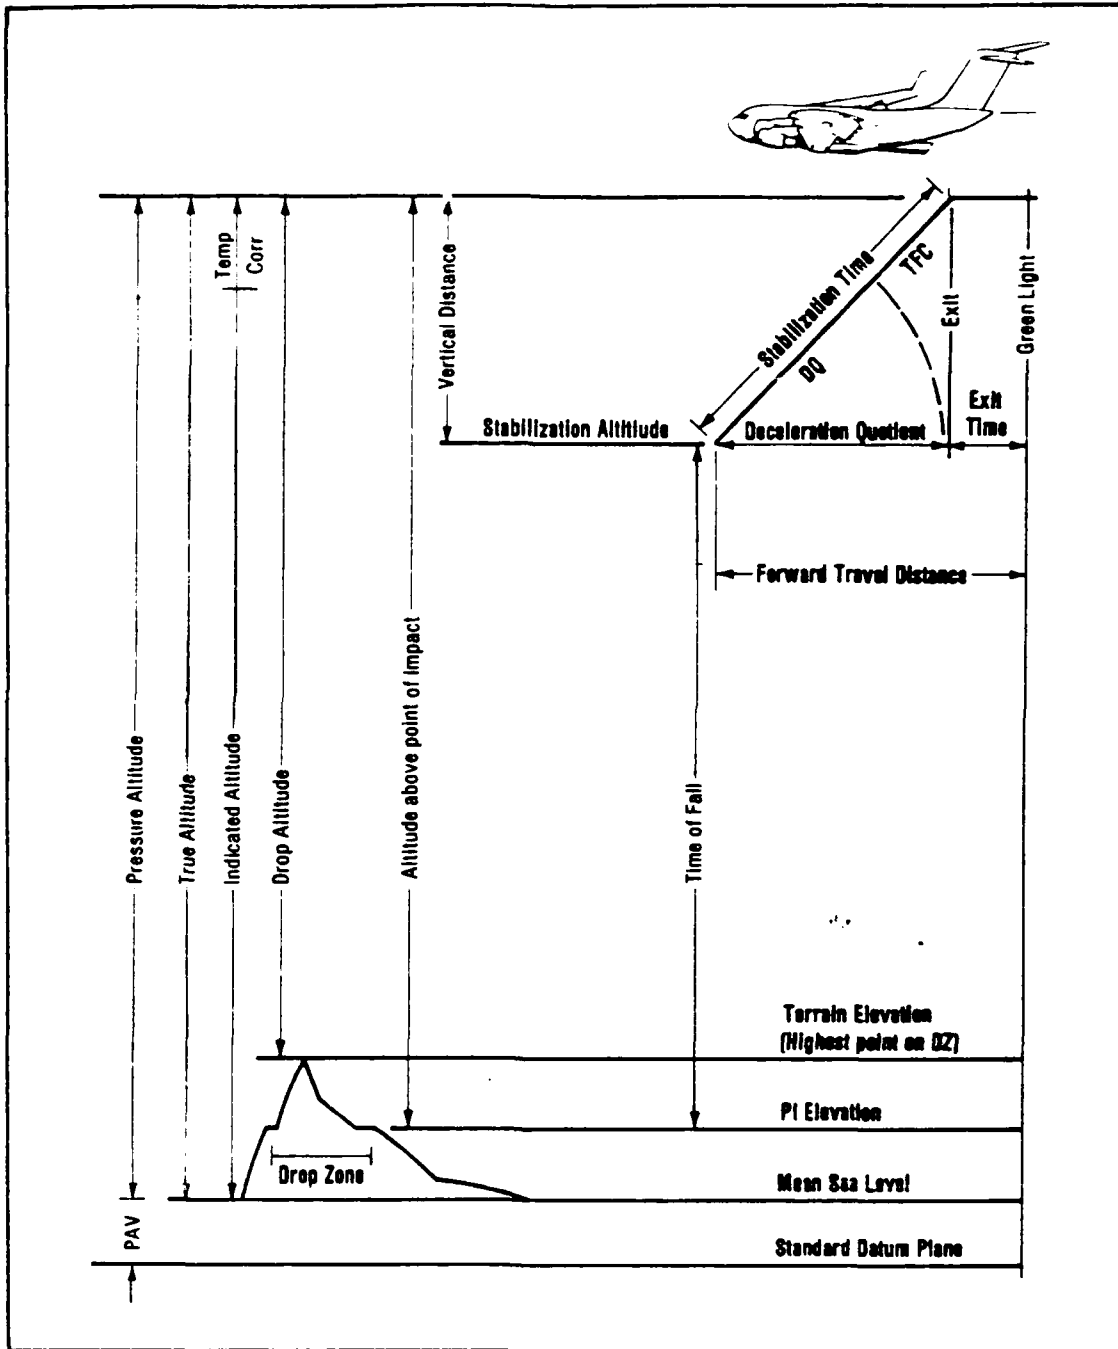 Temp
Corr
Vertical Distance
Stabilization Time
TFC
DQ
Exit
Green Light
Stabilization Altitiude
Deceleration Quotient
Exit
Time
Forward Travel Distance
Pressure Altitude
True Altitude
Indicated Altitude
Drop Altitude
Altitude above point of Impact
Time of Fall
Terrain Elevation
(Highest point on DZ)
PI Elevation
Drop Zone
Mean Sea Level
PAV
Standard Datum Plane